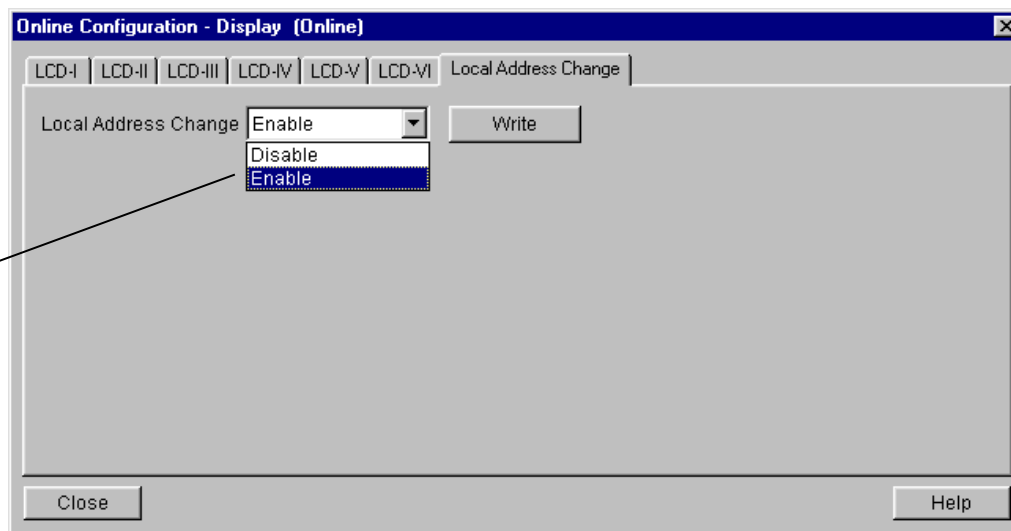 Online Configuration - Display (Online)
LCD-I LCD-II LCD-III LCD-IV LCD-V LCD-VI Local Address Change
Local Address Change Enable Write
Disable
Enable
Close Help